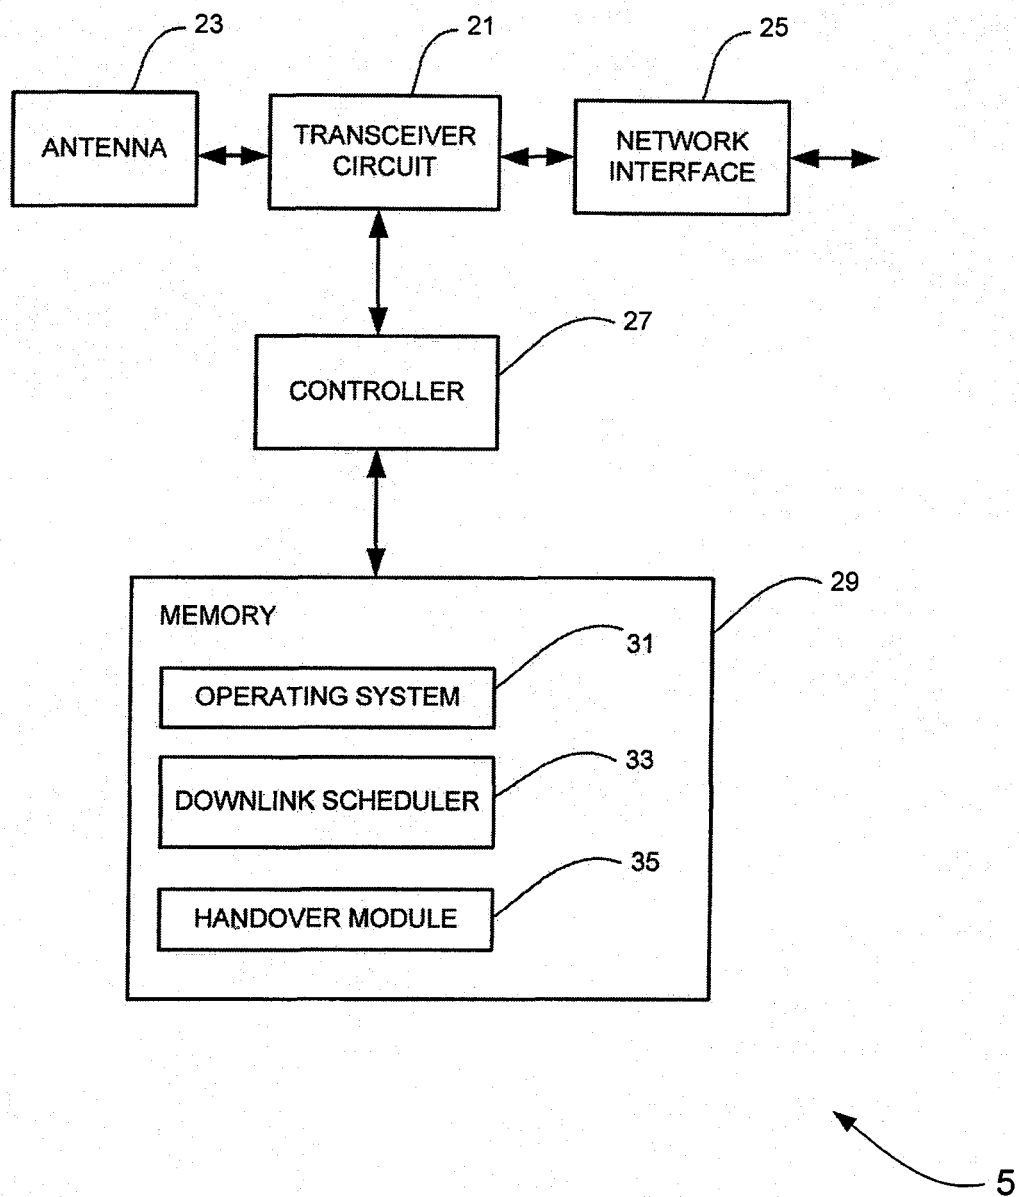 23
21
25
ANTENNA
TRANSCEIVER
CIRCUIT
NETWORK
INTERFACE
27
CONTROLLER
29
MEMORY
31
OPERATING SYSTEM
33
DOWNLINK SCHEDULER
35
HANDOVER MODULE
5